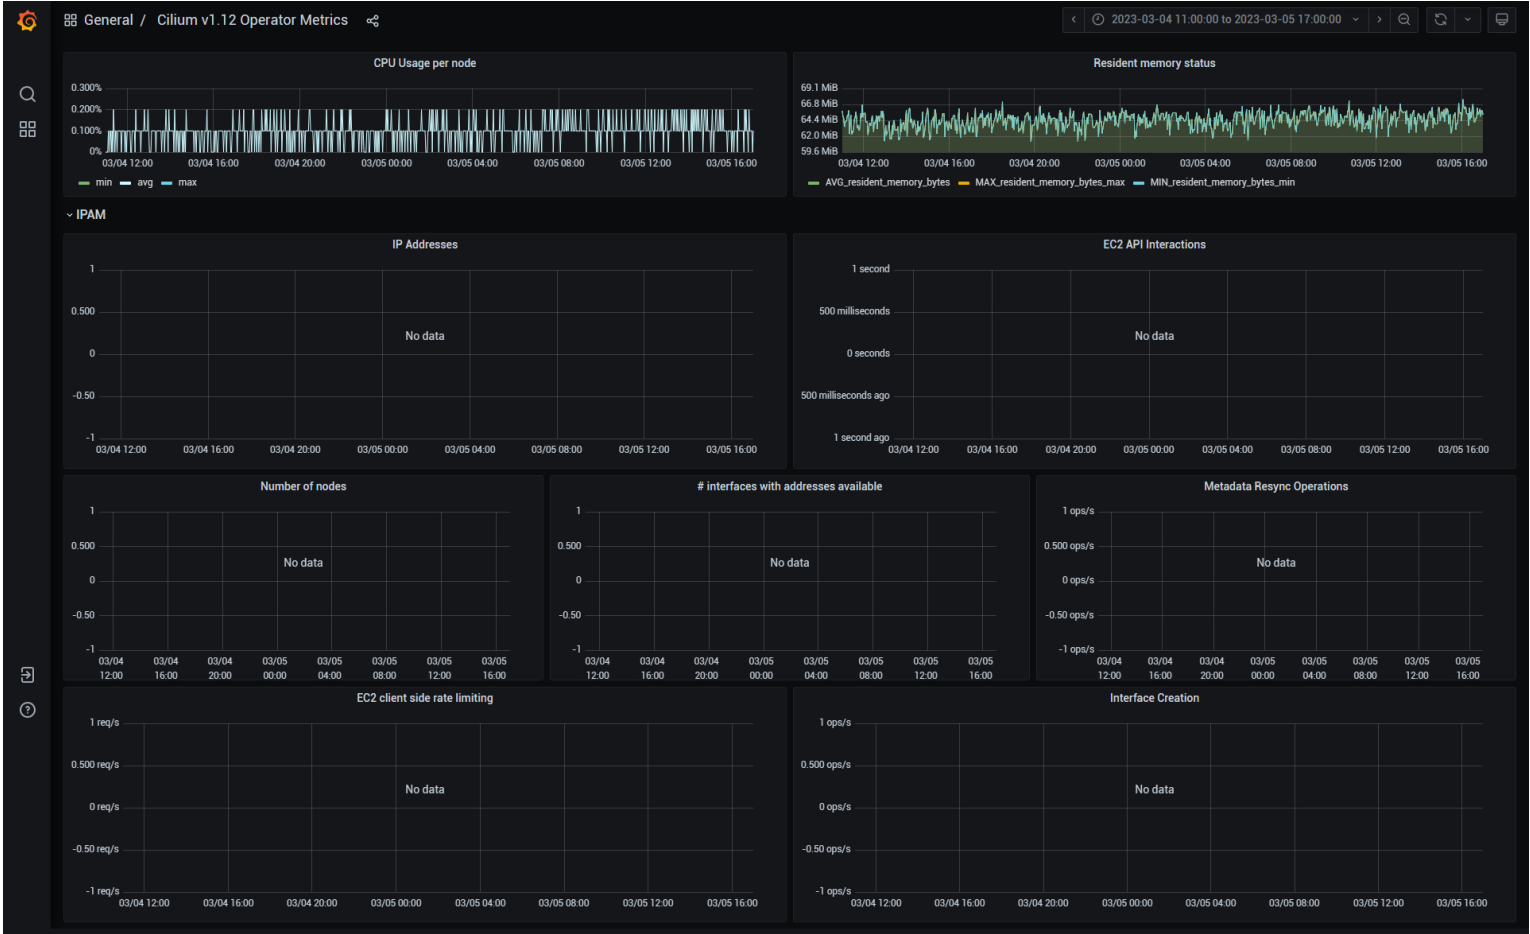 General / Cilium v1.12 Operator Metrics
2023-03-04 11:00:00 to 2023-03-05 17:00:00
CPU Usage per node
0.300%
0.200%
0.100%
0%
03/04 12:00 03/04 16:00 03/04 20:00 03/05 00:00 03/05 04:00 03/05 08:00 03/05 12:00 03/05 16:00
min avg max
Resident memory status
69.1 MiB
66.8 MiB
64.4 MiB
62.0 MiB
59.6 MiB
03/04 12:00 03/04 16:00 03/04 20:00 03/05 00:00 03/05 04:00 03/05 08:00 03/05 12:00 03/05 16:00
AVG_resident_memory_bytes MAX_resident_memory_bytes_max MIN_resident_memory_bytes_min
IPAM
IP Addresses
1
0.500
0
-0.50
-1
No data
03/04 12:00 03/04 16:00 03/04 20:00 03/05 00:00 03/05 04:00 03/05 08:00 03/05 12:00 03/05 16:00
EC2 API Interactions
1 second
500 milliseconds
0 seconds
500 milliseconds ago
1 second ago
No data
03/04 12:00 03/04 16:00 03/04 20:00 03/05 00:00 03/05 04:00 03/05 08:00 03/05 12:00 03/05 16:00
Number of nodes
1
0.500
0
-0.50
-1
No data
03/04 03/04 03/04 03/05 03/05 03/05 03/05 03/05
12:00 16:00 20:00 00:00 04:00 08:00 12:00 16:00
# interfaces with addresses available
1
0.500
0
-0.50
-1
No data
03/04 03/04 03/04 03/05 03/05 03/05 03/05 03/05
12:00 16:00 20:00 00:00 04:00 08:00 12:00 16:00
Metadata Resync Operations
1 ops/s
0.500 ops/s
0 ops/s
-0.50 ops/s
-1 ops/s
No data
03/04 03/04 03/04 03/05 03/05 03/05 03/05 03/05
12:00 16:00 20:00 00:00 04:00 08:00 12:00 16:00
EC2 client side rate limiting
1 req/s
0.500 req/s
0 req/s
-0.50 req/s
-1 req/s
No data
03/04 12:00 03/04 16:00 03/04 20:00 03/05 00:00 03/05 04:00 03/05 08:00 03/05 12:00 03/05 16:00
Interface Creation
1 ops/s
0.500 ops/s
0 ops/s
-0.50 ops/s
-1 ops/s
No data
03/04 12:00 03/04 16:00 03/04 20:00 03/05 00:00 03/05 04:00 03/05 08:00 03/05 12:00 03/05 16:00